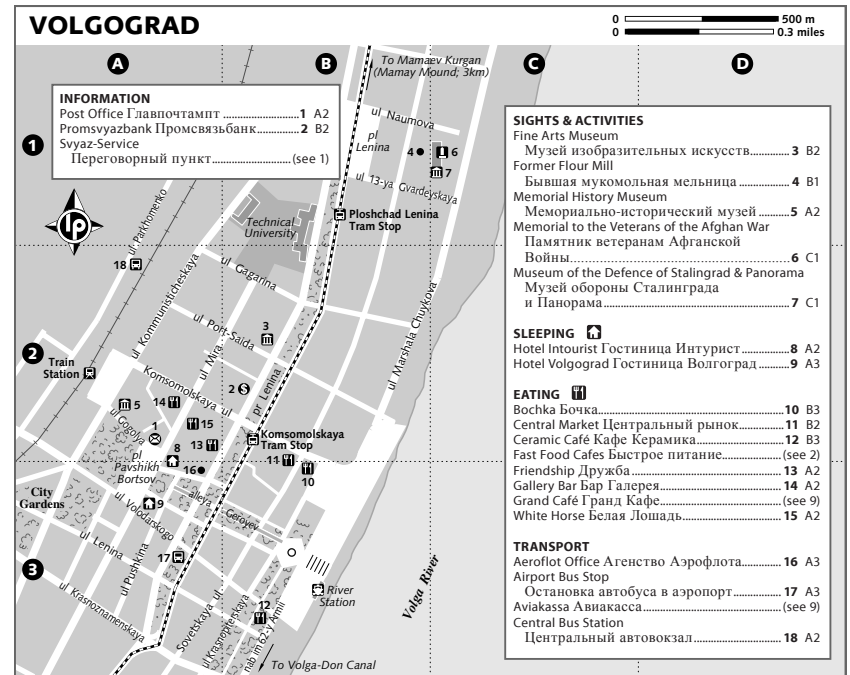 VOLGOGRAD
0 500 m
0 0.3 miles
A
B
C
D
1
2
3
INFORMATION
Post Office Главпочтампт ...................1 A2
Promsvyazbank Промсвязьбанк............2 B2
Svyaz-Service
Переговорный пункт....................(see 1)
SIGHTS & ACTIVITIES
Fine Arts Museum
Музей изобразительных искусств.............3 B2
Former Flour Mill
Бывшая мукомольная мельница ...............4 B1
Memorial History Museum
Мемориально-исторический музей .........5 A2
Memorial to the Veterans of the Afghan War
Памятник ветеранам Афганской
Войны........................................................6 C1
Museum of the Defence of Stalingrad & Panorama
Музей обороны Сталинграда
и Панорама................................................7 C1
SLEEPING
Hotel Intourist Гостиница Интурист............8 A2
Hotel Volgograd Гостиница Волгоград........9 A3
EATING
Bochka Бочка..............................................10 B3
Central Market Центральный рынок...........11 B2
Ceramic Café Кафе Керамика......................12 B3
Fast Food Cafes Быстрое питание...............(see 2)
Friendship Дружба.......................................13 A2
Gallery Bar Бар Галерея..............................14 A2
Grand Café Гранд Кафе...............................(see 9)
White Horse Белая Лошадь.........................15 A2
TRANSPORT
Aeroflot Office Агенство Аэрофлота...........16 A3
Airport Bus Stop
Остановка автобуса в аэропорт .............17 A3
Aviakassa Авиакасса...................................(see 9)
Central Bus Station
Центральный автовокзал.......................18 A2
To Mamaev Kurgan
(Mamay Mound; 3km)
ul Naumova
pl
Lenina
4
6
7
ul 13-ya Gvardeyskaya
lp
Technical
University
Ploshchad Lenina
Tram Stop
ul Parkhomenko
18
ul Kommunisticheskaya
ul Gagarina
ul Port-Saida
3
ul Mira
ul Marshala Chuykova
Train
Station
Komsomolskaya ul
2
$
pr Lenina
5
14
15
ul Gogolya
1
13
Komsomolskaya
Tram Stop
8
pl
Pavshikh
Bortsov
16
11
10
City
Gardens
9
alleya
Geroyev
ul Volodarskogo
ul Lenina
ul Pushkina
17
ul Krasnoznamenskaya
Sovetskaya ul
ul Krasnopiterskaya
12
nab im 62-y Armii
River
Station
Volga River
To Volga-Don Canal